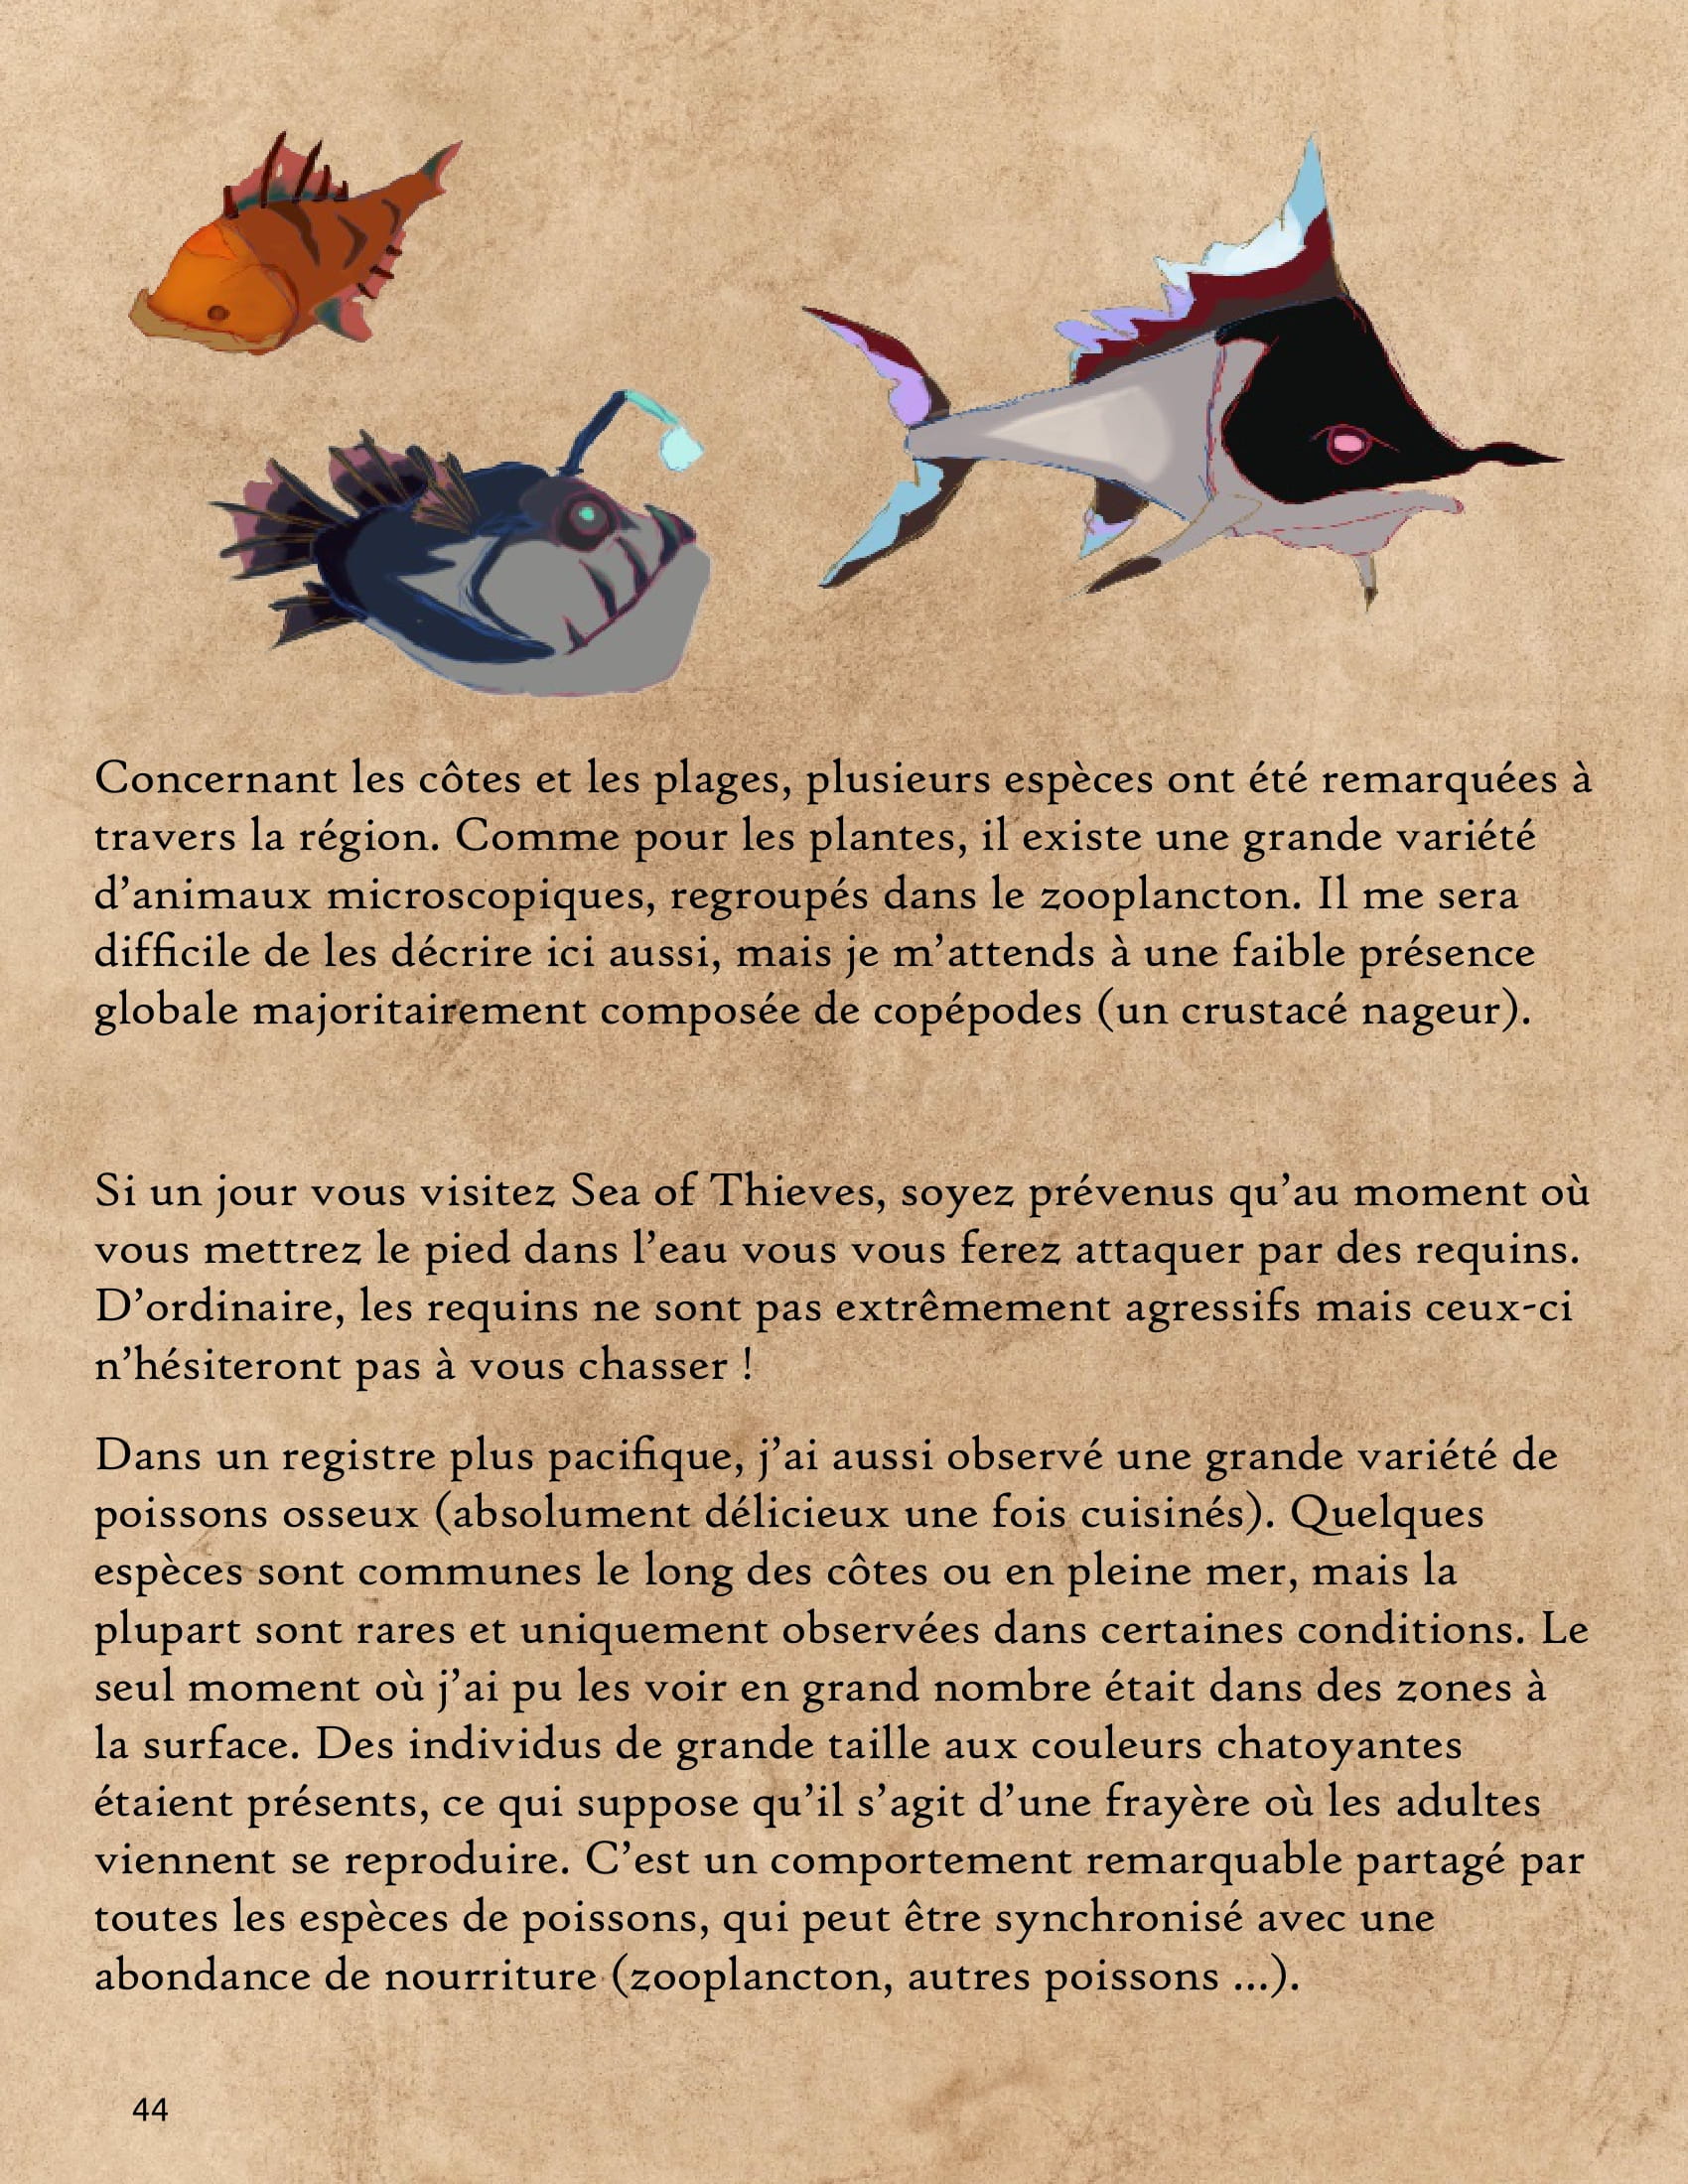 Concernant les côtes et les plages, plusieurs espèces ont été remarquées à
travers la région. Comme pour les plantes, il existe une grande variété
d’animaux microscopiques, regroupés dans le zooplancton. Il me sera
difficile de les décrire ici aussi, mais je m’attends à une faible présence
globale majoritairement composée de copépodes (un crustacé nageur).
Si un jour vous visitez Sea of Thieves, soyez prévenus qu’au moment où
vous mettrez le pied dans l’eau vous vous ferez attaquer par des requins.
D’ordinaire, les requins ne sont pas extrêmement agressifs mais ceux-ci
n’hésiteront pas à vous chasser !
Dans un registre plus pacifique, j’ai aussi observé une grande variété de
poissons osseux (absolument délicieux une fois cuisinés). Quelques
espèces sont communes le long des côtes ou en pleine mer, mais la
plupart sont rares et uniquement observées dans certaines conditions. Le
seul moment où j’ai pu les voir en grand nombre était dans des zones à
la surface. Des individus de grande taille aux couleurs chatoyantes
étaient présents, ce qui suppose qu’il s’agit d’une frayère où les adultes
viennent se reproduire. C’est un comportement remarquable partagé par
toutes les espèces de poissons, qui peut être synchronisé avec une
abondance de nourriture (zooplancton, autres poissons ...).
44